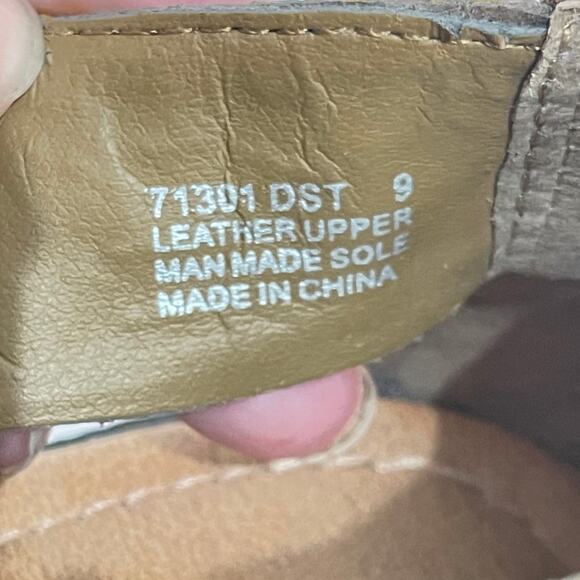 71301 DST 9
LEATHER UPPER
MAN MADE SOLE
MADE IN CHINA